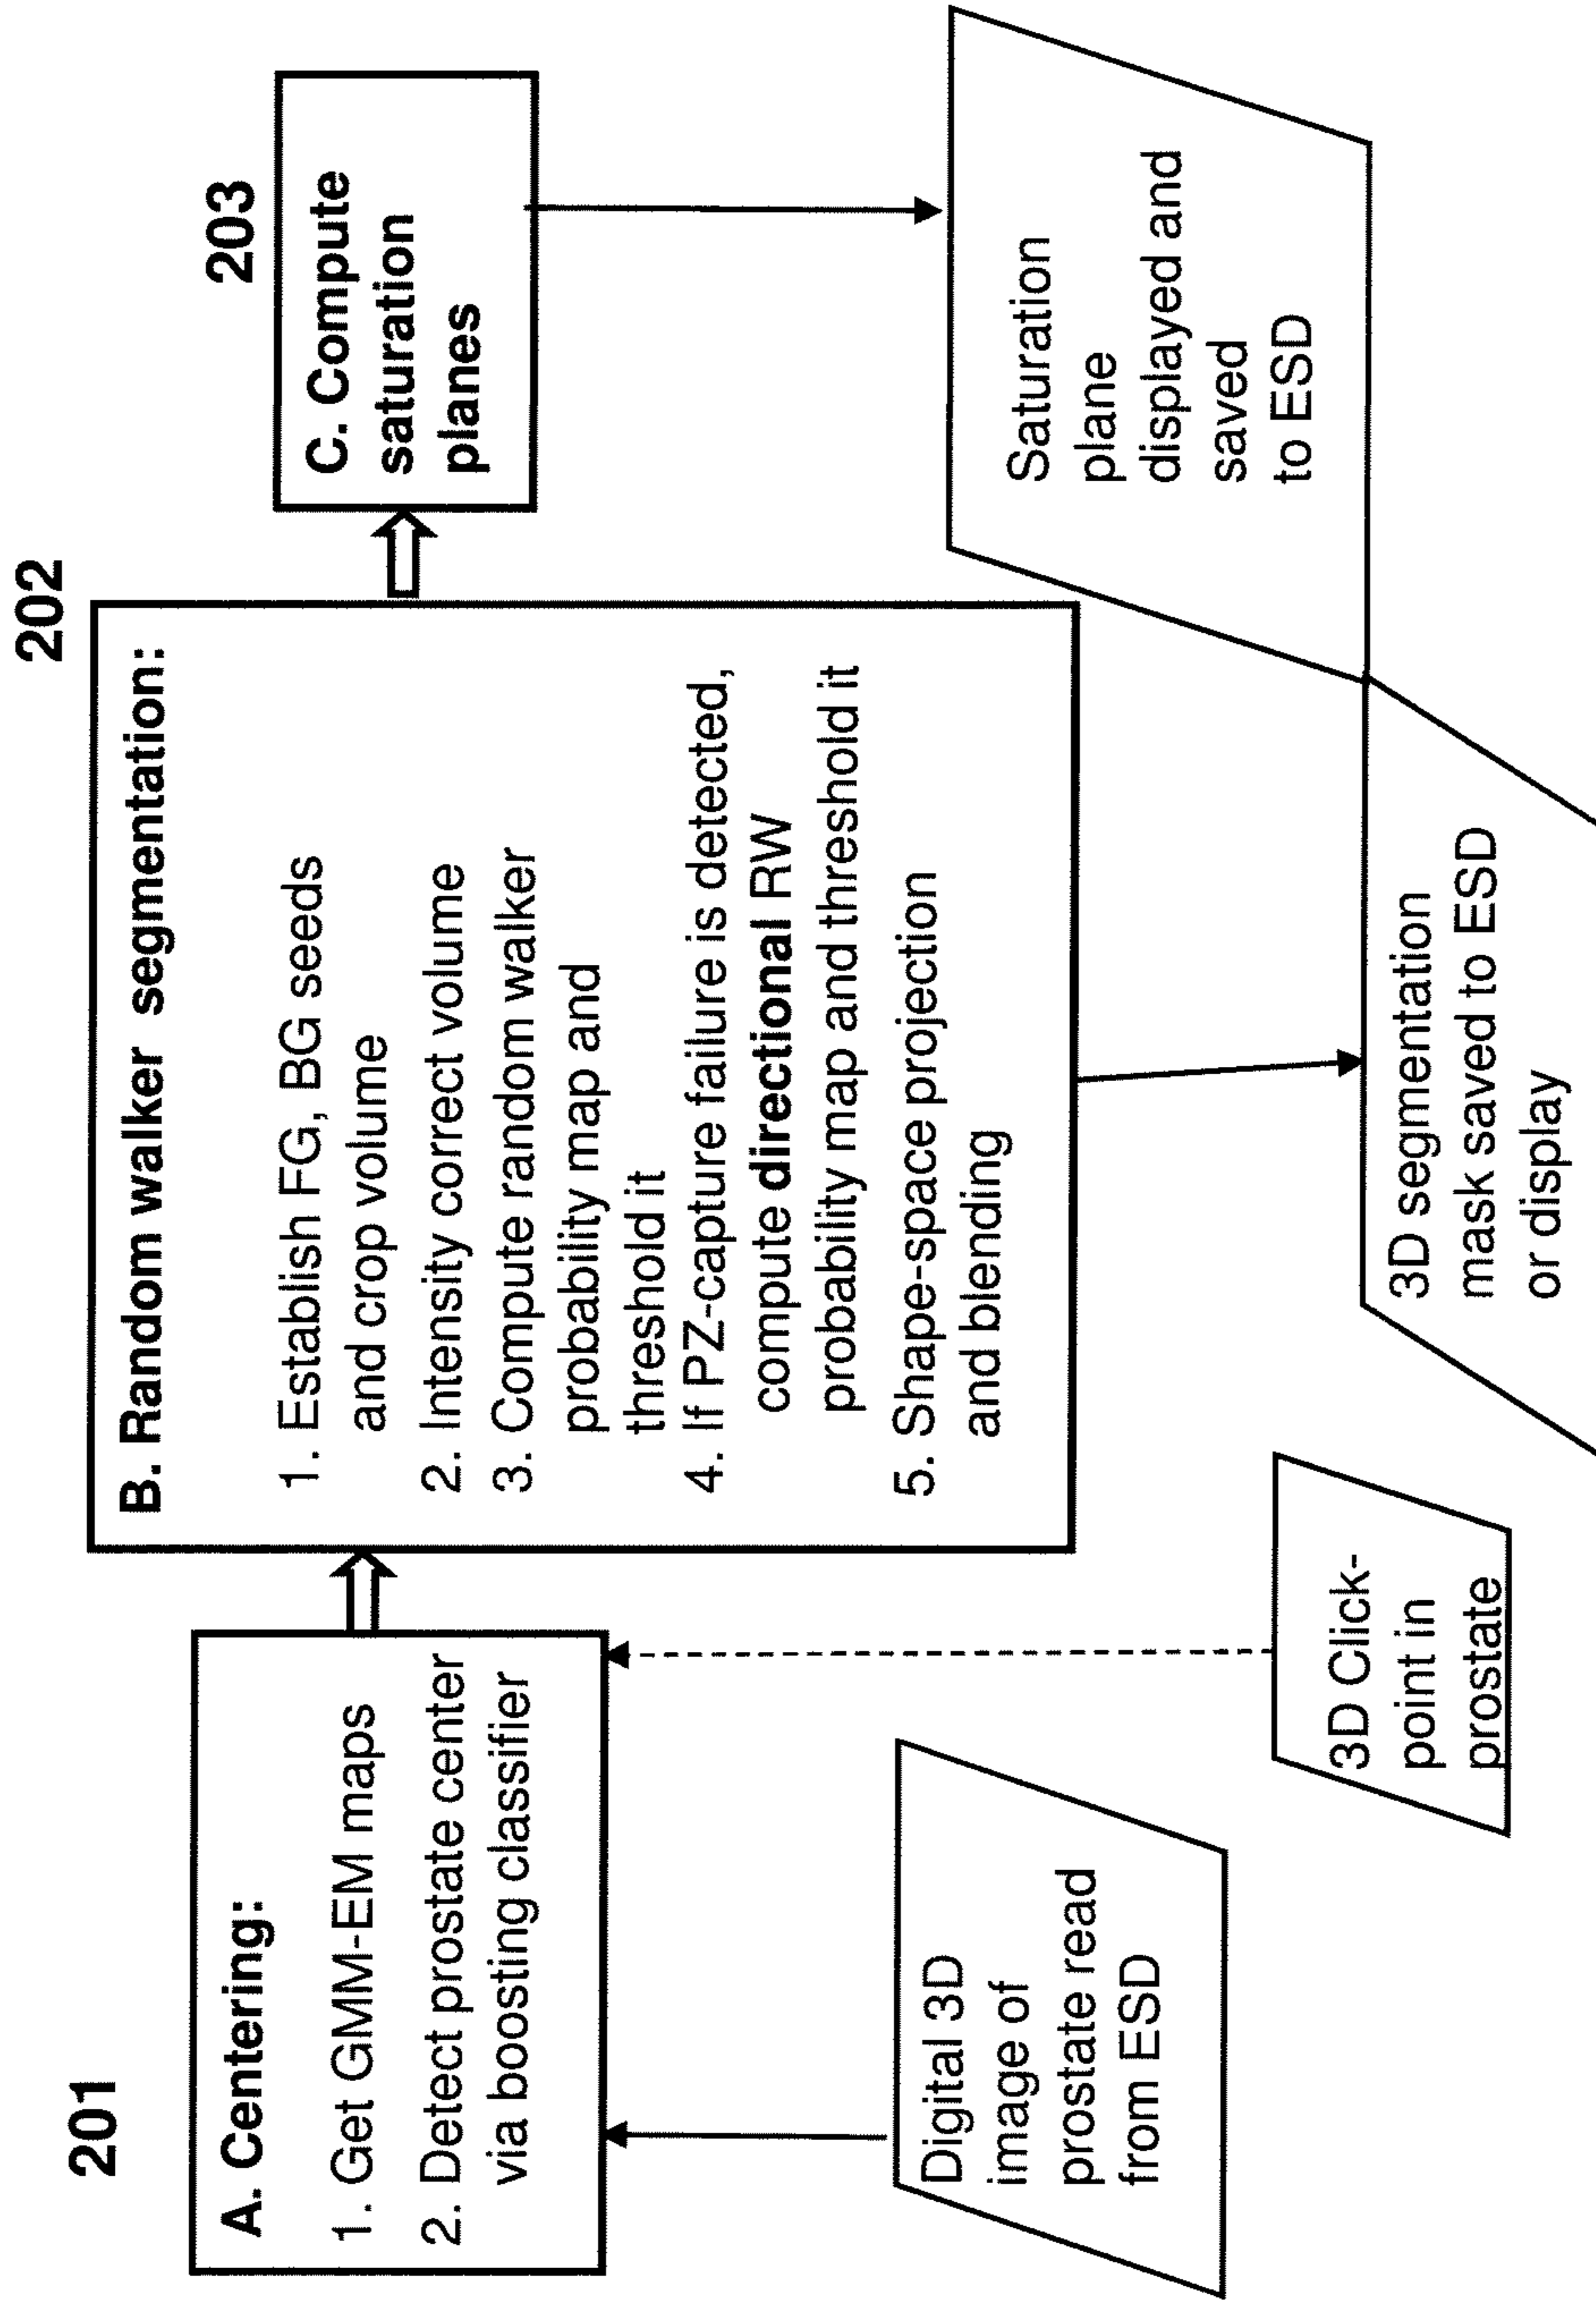 201
A. Centering:
1. Get GMM-EM maps
2. Detect prostate center
via boosting classifier
202
B. Random walker segmentation:
1. Establish FG, BG seeds
and crop volume
2. Intensity correct volume
3. Compute random walker
probability map and
threshold it
4. If PZ-capture failure is detected,
compute directional RW
probability map and threshold it
5. Shape-space projection
and blending
203
C. Compute
saturation
planes
Digital 3D
image of
prostate read
from ESD
3D Click-
point in
prostate
3D segmentation
mask saved to ESD
or display
Saturation
plane
displayed and
saved
to ESD